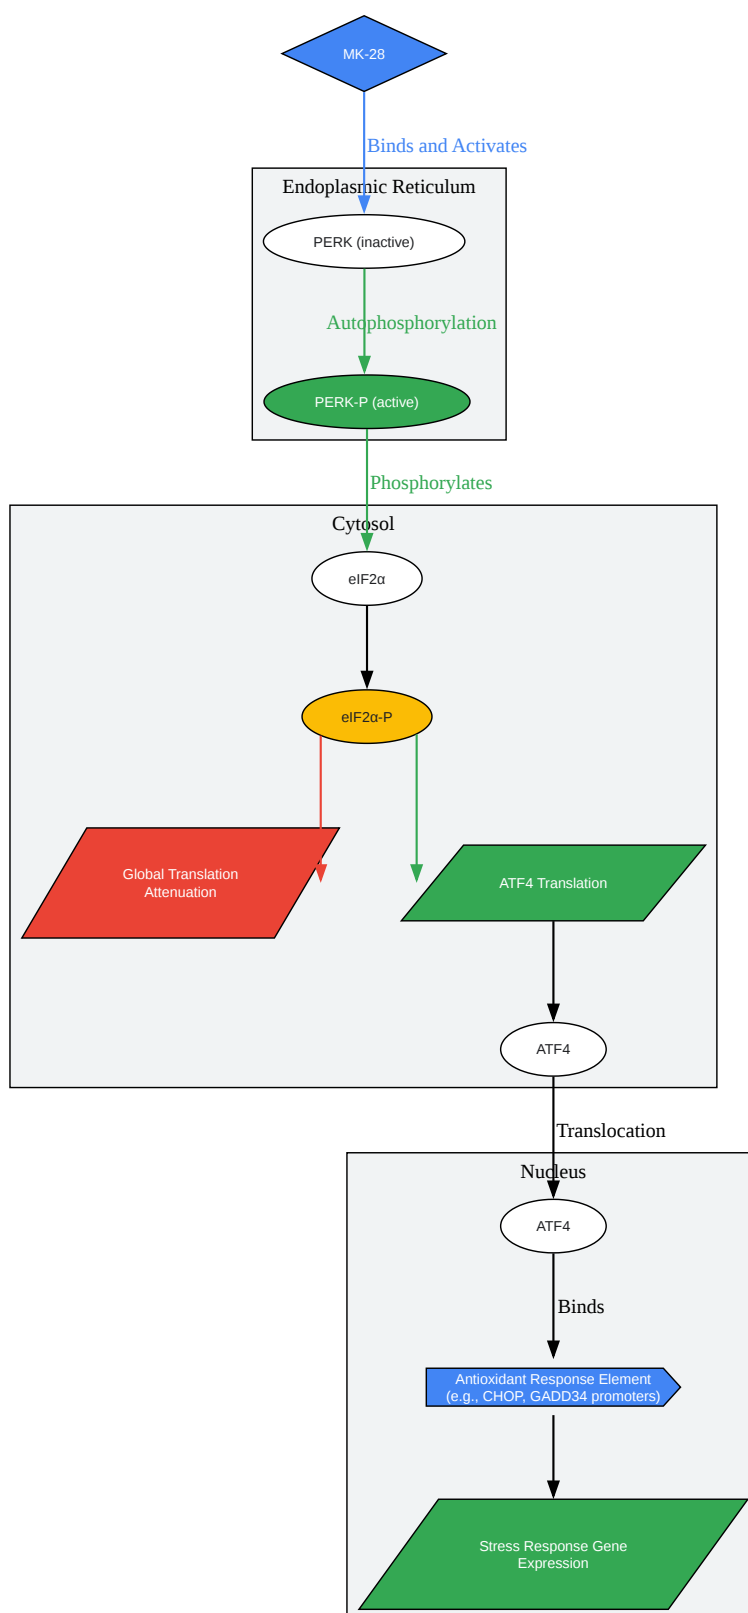 MK-28
Binds and Activates
Endoplasmic Reticulum
PERK (inactive)
Autophosphorylation
PERK-P (active)
Phosphorylates
Cytosol
eIF2α
eIF2α-P
Global Translation
Attenuation
ATF4 Translation
ATF4
Translocation
Nucleus
ATF4
Binds
Antioxidant Response Element
(e.g., CHOP, GADD34 promoters)
Stress Response Gene
Expression